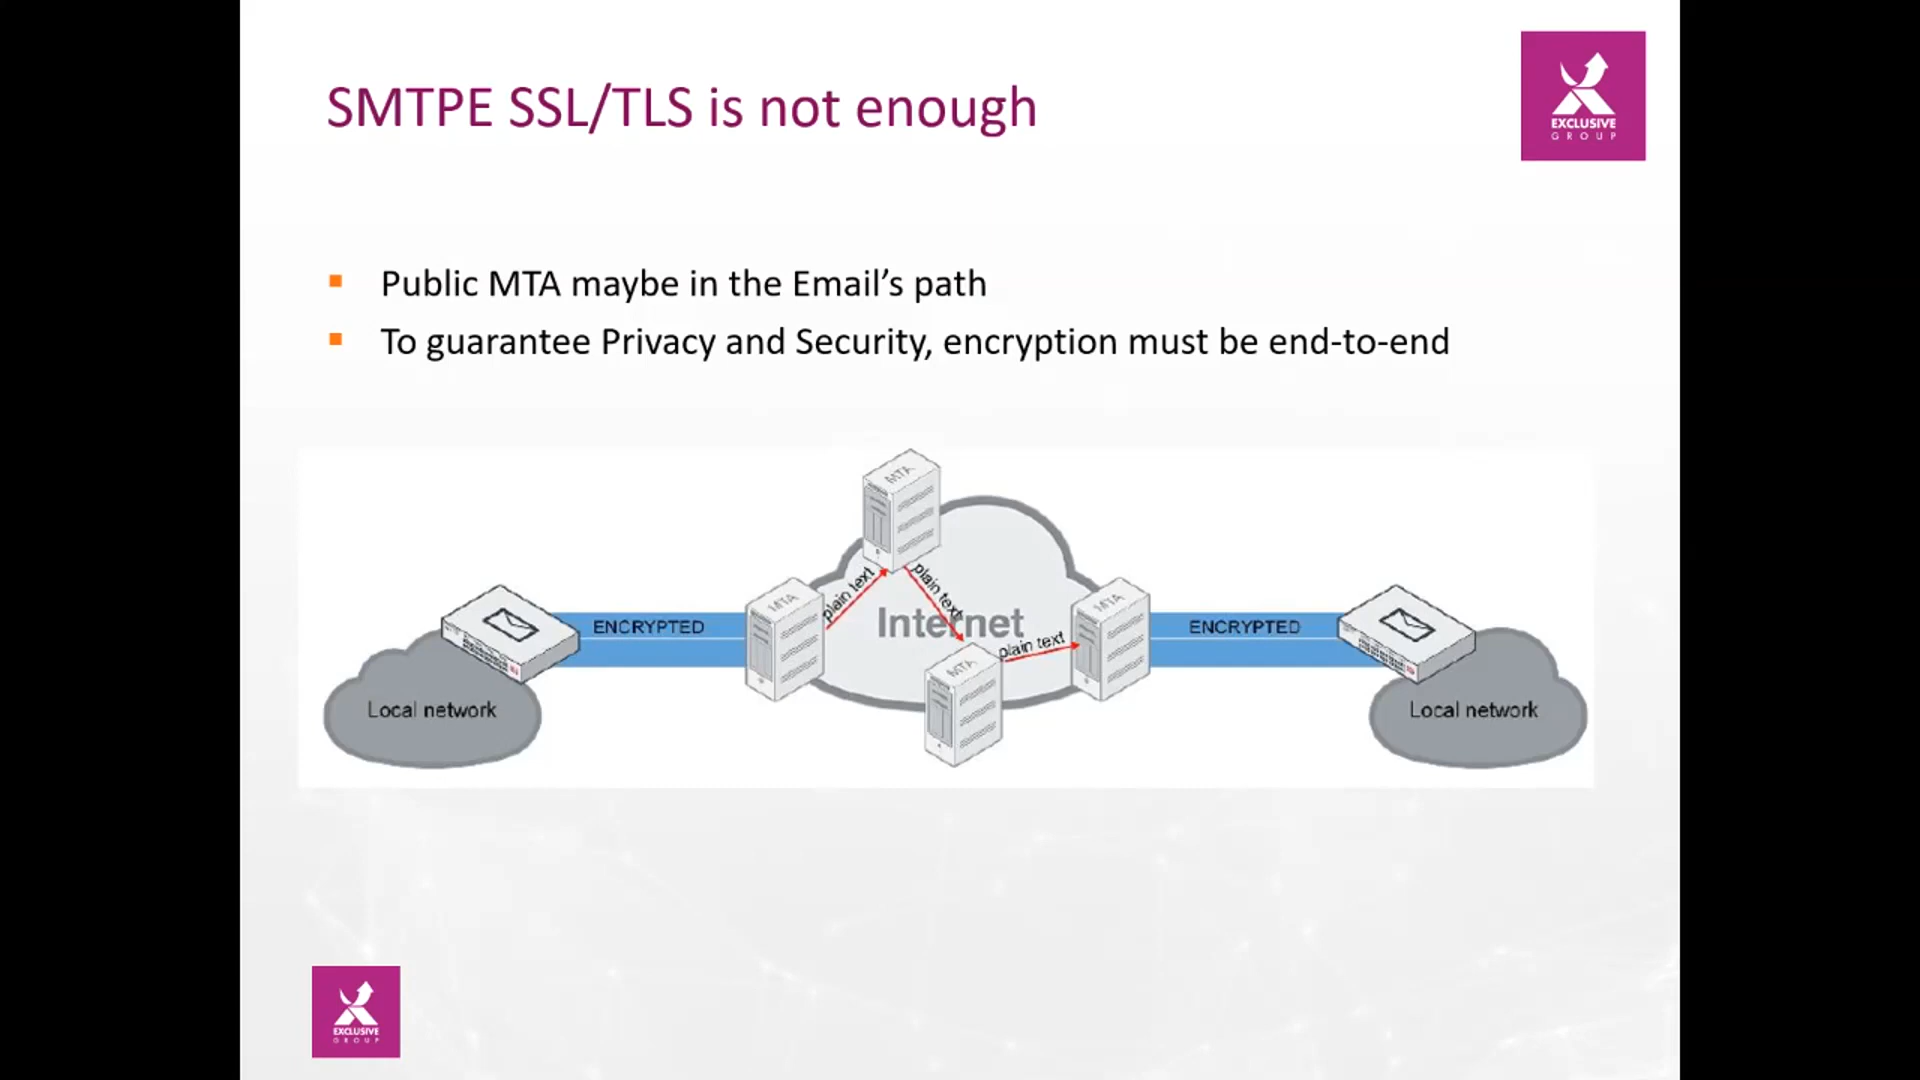 SMTPE SSL/TLS is not enough
EXCLUSIVE
GROUP
Public MTA maybe in the Email's path
To guarantee Privacy and Security, encryption must be end-to-end
MTA
plain text
plain text
MTA
MTA
ENCRYPTED
Internet
ENCRYPTED
plain text
MTA
Local network
Local network
EXCLUSIVE
GROUP